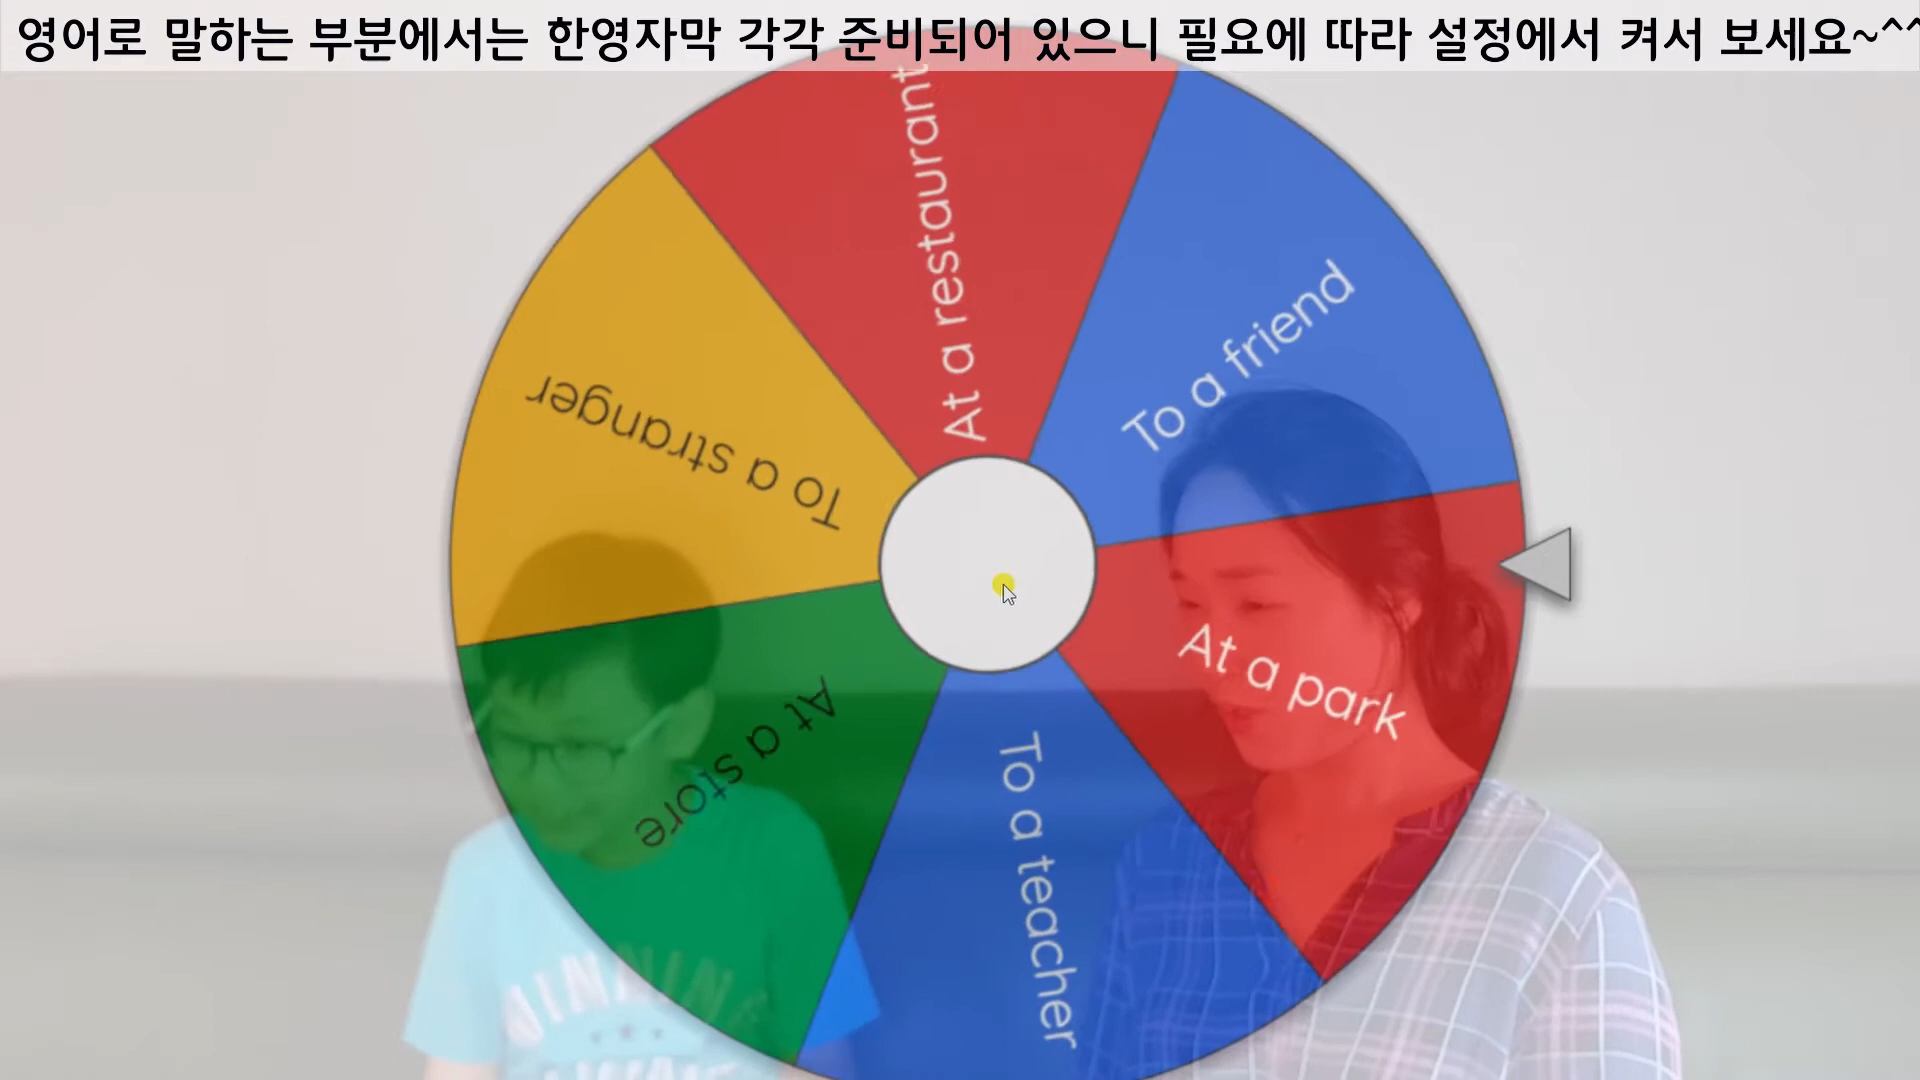 영어로 말하는 부분에서는 한영자막 각각 준비되어 있으니 필요에 따라 설정에서 켜서 보세요~^^
At a restaurant
To a friend
To a stranger
At a park
At a store
To a teacher